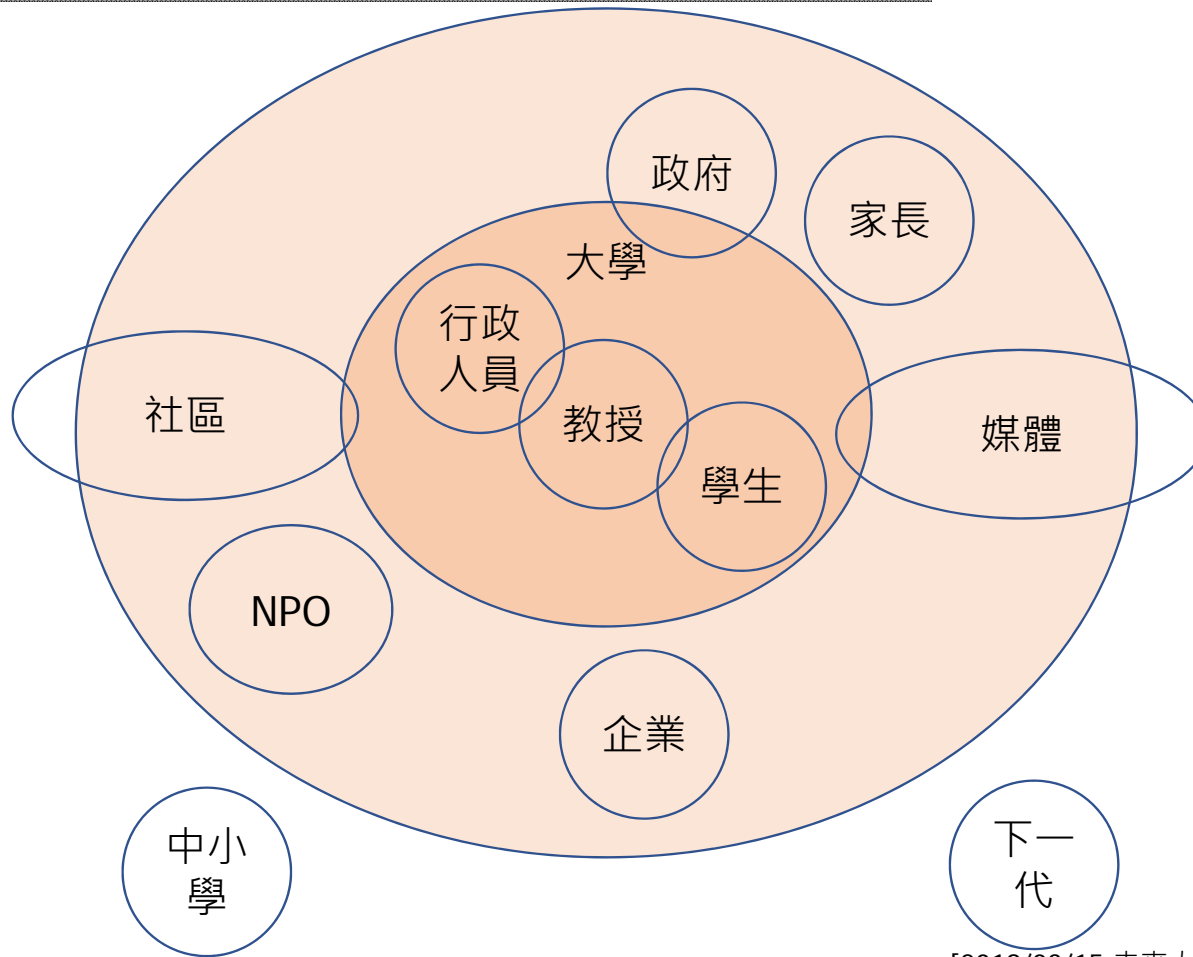 政府
家長
大學
行政
人員
社區
教授
媒體
學生
NPO
企業
中小
學
下一
代